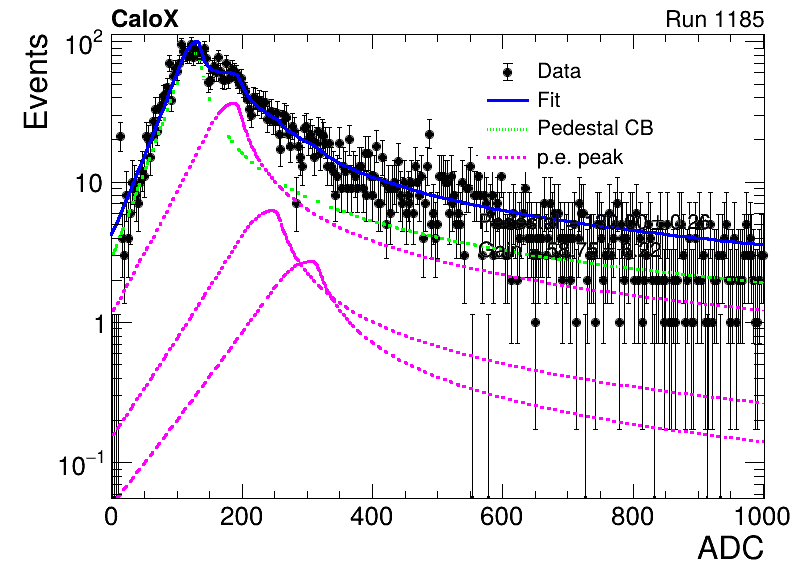 CaloX
Run 1185
Events
10²
10
1
10⁻¹
Data
Fit
Pedestal CB
p.e. peak
0
200
400
600
800
1000
ADC